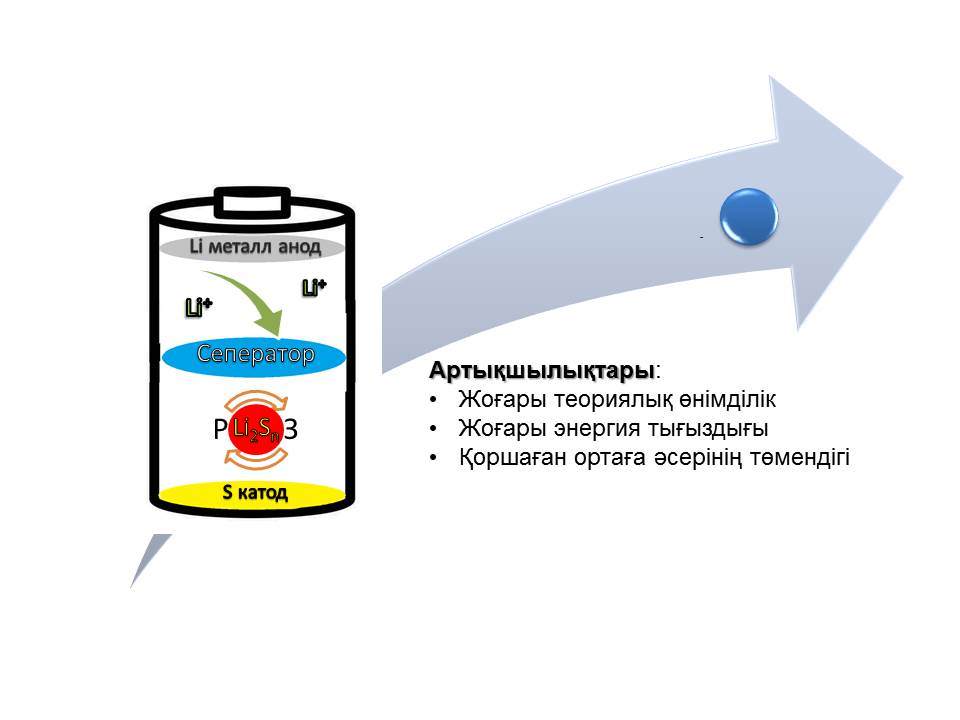 Li металл анод
Li⁺
Li⁺
Сеператор
Р Li₂Sₙ З
S катод
-
Артықшылықтары:
• Жоғары теориялық өнімділік
• Жоғары энергия тығыздығы
• Қоршаған ортаға әсерінің төмендігі